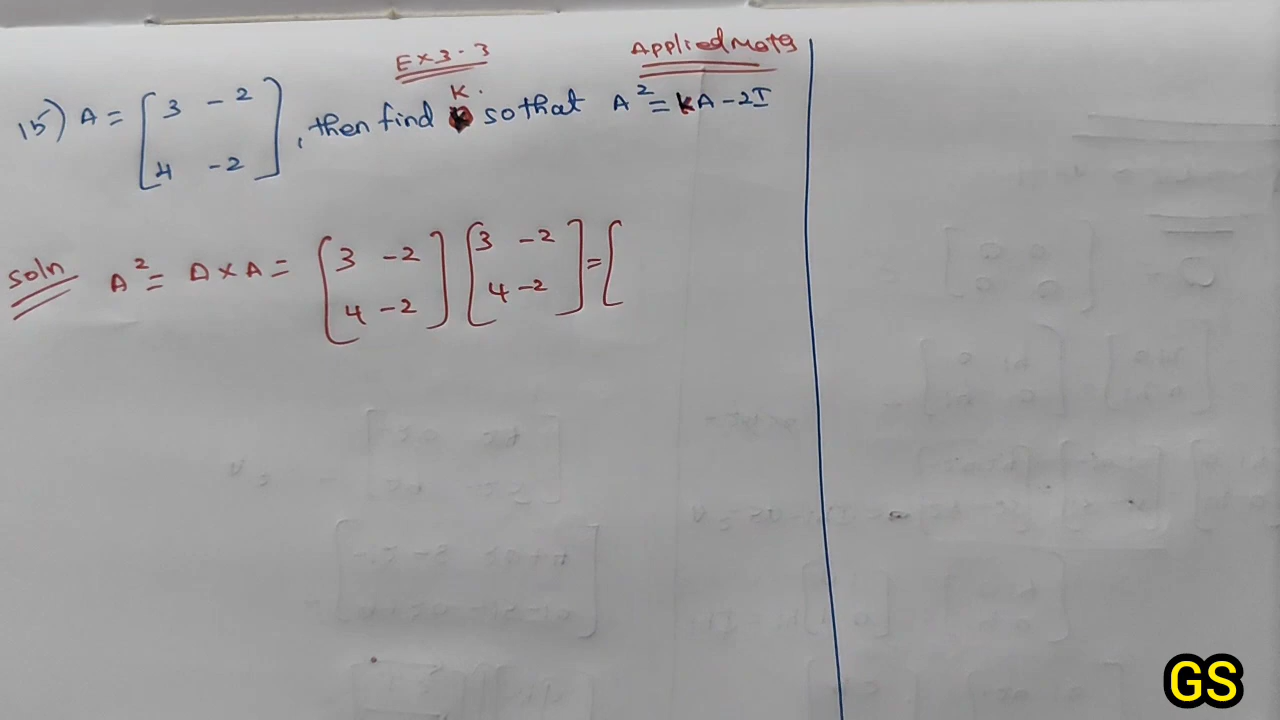 Ex 3.3
Applied Maths
15) A = [3 -2
4 -2], then find K so that A² = KA - 2I
K.
Soln A² = A × A = [3 -2
4 -2] [3 -2
4 -2] = [
GS